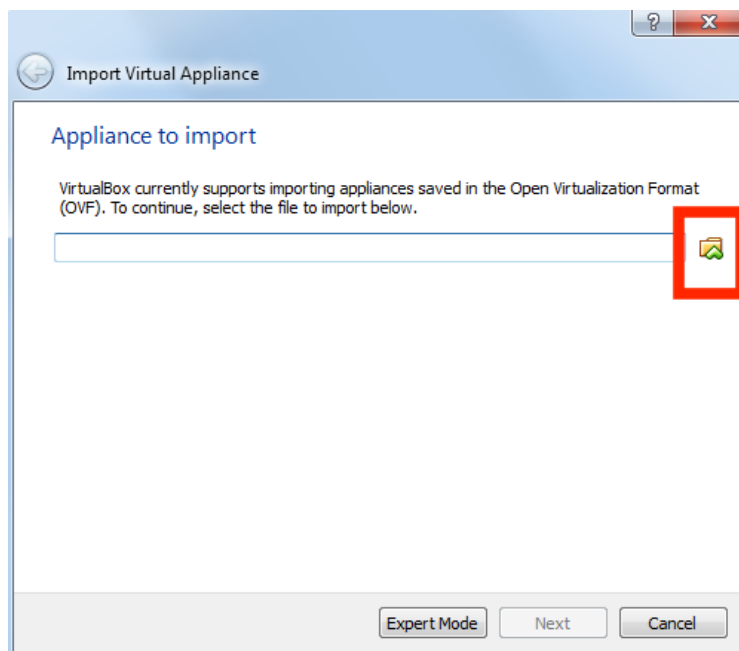 ?
X
Import Virtual Appliance
Appliance to import
VirtualBox currently supports importing appliances saved in the Open Virtualization Format
(OVF). To continue, select the file to import below.
Expert Mode Next Cancel